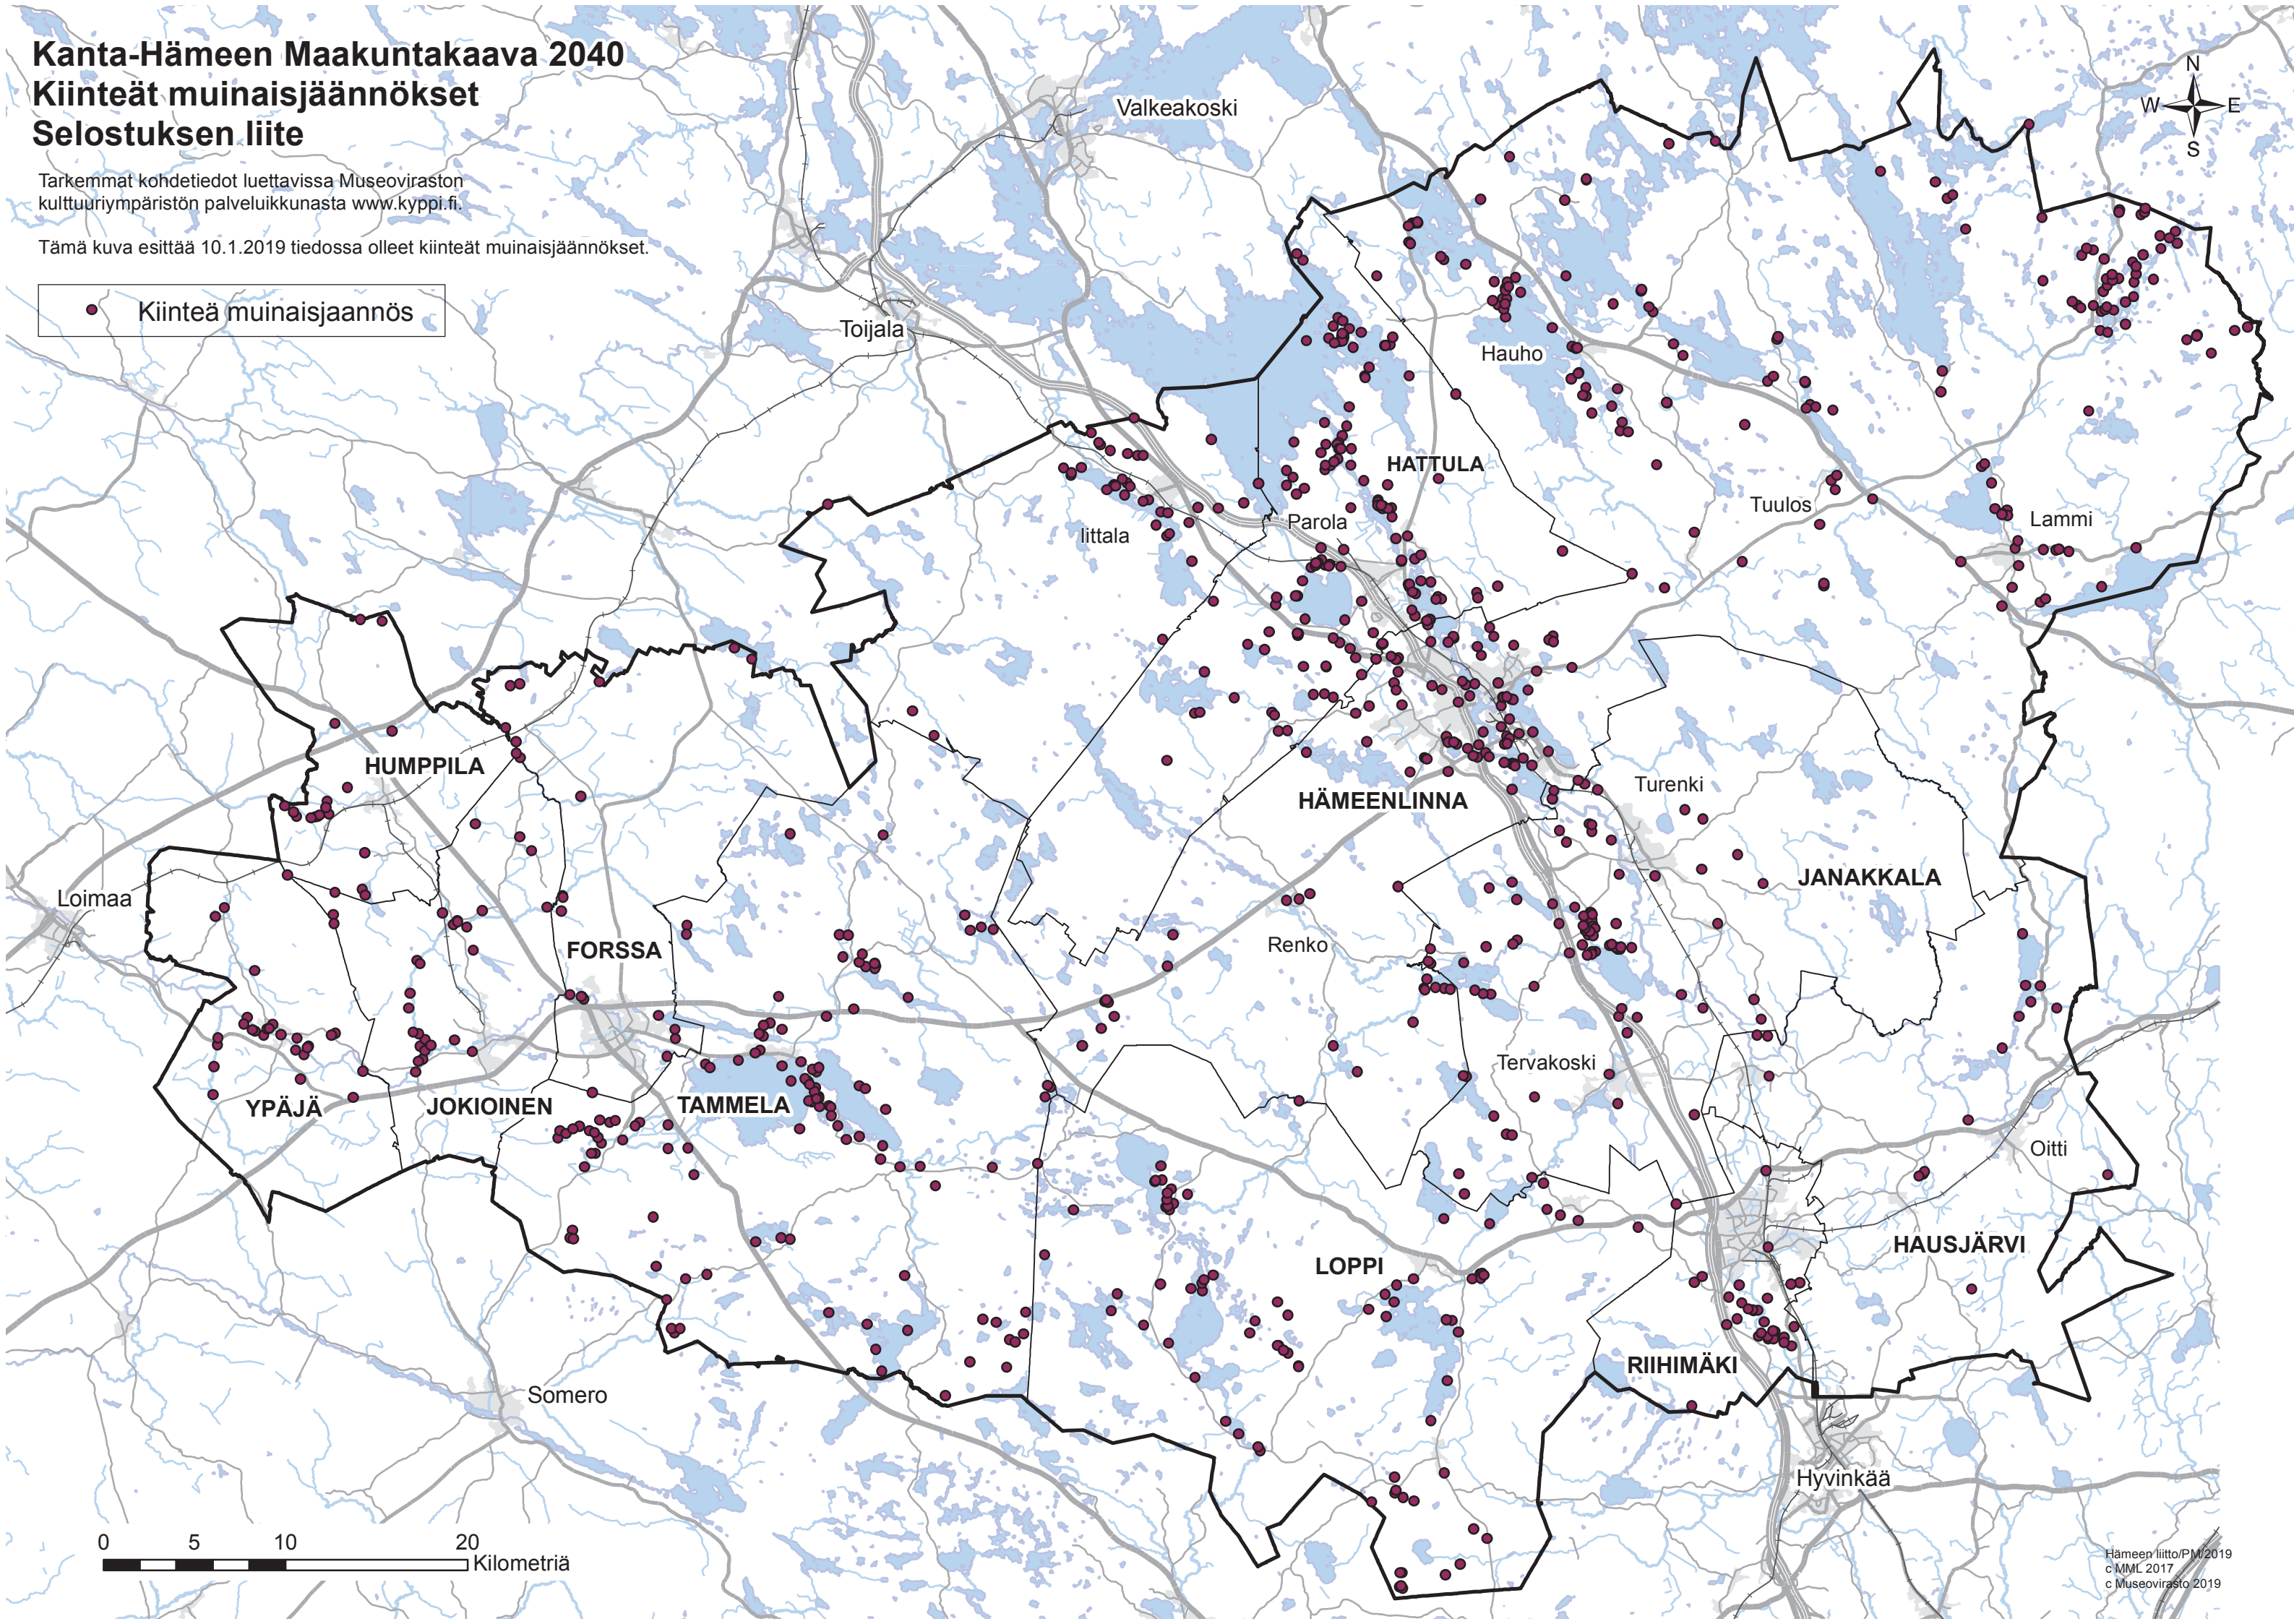 Kanta-Hämeen Maakuntakaava 2040
Kiinteät muinaisjäännökset
Selostuksen liite
Tarkemmat kohdetiedot luettavissa Museoviraston
kulttuuriympäristön palveluikkunasta www.kyppi.fi.
Tämä kuva esittää 10.1.2019 tiedossa olleet kiinteät muinaisjäännökset.
Kiinteä muinaisjaannös
N
W
E
S
Valkeakoski
Toijala
Hauho
HATTULA
Tuulos
Lammi
Parola
Iittala
HUMPPILA
Turenki
HÄMEENLINNA
JANAKKALA
Loimaa
FORSSA
Renko
Tervakoski
YPÄJÄ
JOKIOINEN
TAMMELA
Oitti
HAUSJÄRVI
LOPPI
RIIHIMÄKI
Somero
Hyvinkää
0 5 10 20
Kilometriä
Hämeen liitto/PM/2019
c MML 2017
c Museovirasto 2019